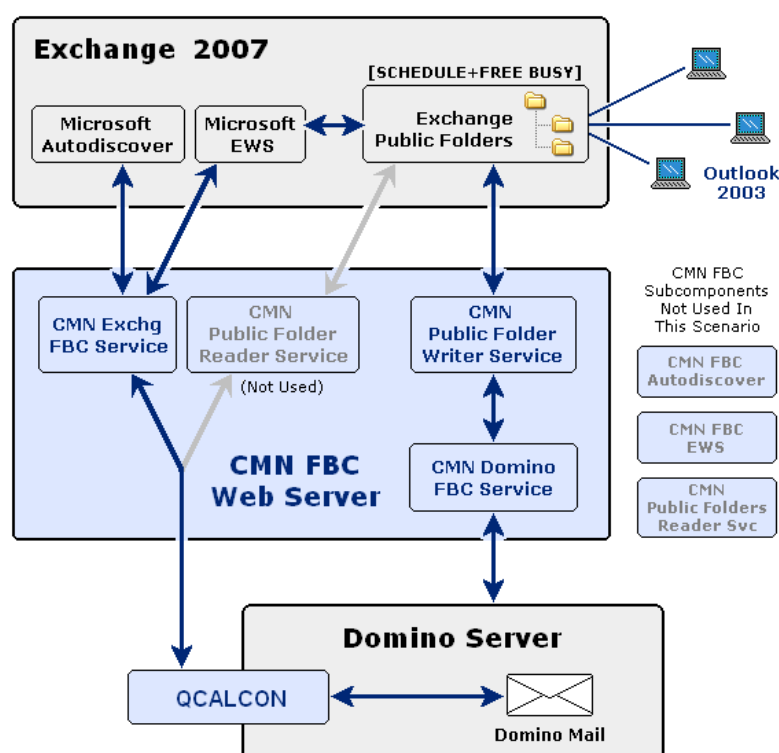 Exchange 2007
[SCHEDULE+FREE BUSY]
Microsoft
Autodiscover
Microsoft
EWS
Exchange
Public Folders
Outlook
2003
CMN Exchg
FBC Service
CMN
Public Folder
Reader Service
(Not Used)
CMN
Public Folder
Writer Service
CMN FBC
Web Server
CMN Domino
FBC Service
CMN FBC
Subcomponents
Not Used In
This Scenario
CMN FBC
Autodiscover
CMN FBC
EWS
CMN
Public Folders
Reader Svc
Domino Server
QCALCON
Domino Mail